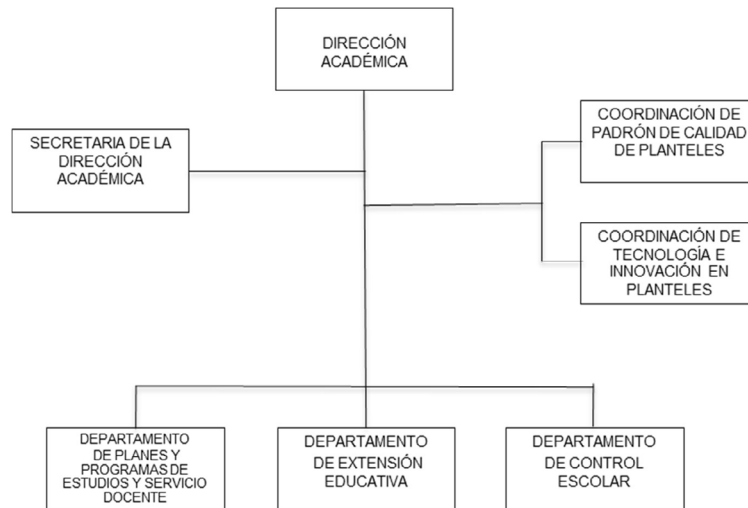 DIRECCIÓN
ACADÉMICA
SECRETARIA DE LA
DIRECCIÓN
ACADÉMICA
COORDINACIÓN DE
PADRÓN DE CALIDAD
DE PLANTELES
COORDINACIÓN DE
TECNOLOGÍA E
INNOVACIÓN EN
PLANTELES
DEPARTAMENTO
DE PLANES Y
PROGRAMAS DE
ESTUDIOS Y SERVICIO
DOCENTE
DEPARTAMENTO
DE EXTENSIÓN
EDUCATIVA
DEPARTAMENTO
DE CONTROL
ESCOLAR